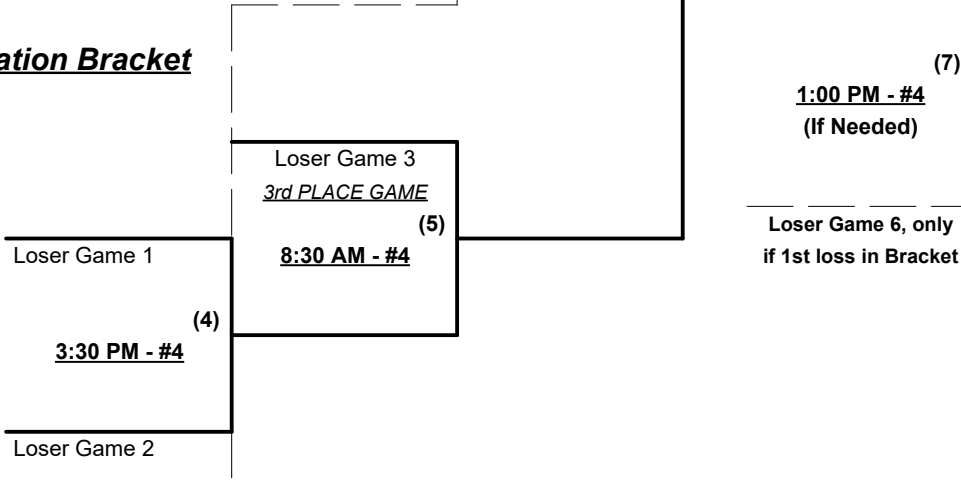 ation Bracket
(7)
1:00 PM - #4
(If Needed)
Loser Game 3
3rd PLACE GAME
(5)
8:30 AM - #4
Loser Game 6, only
if 1st loss in Bracket
Loser Game 1
(4)
3:30 PM - #4
Loser Game 2